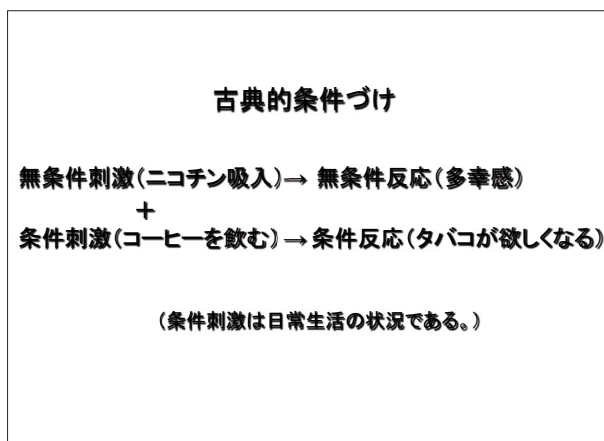 古典的条件づけ
無条件刺激(ニコチン吸入)→ 無条件反応(多幸感)
+
条件刺激(コーヒーを飲む)→条件反応(タバコが欲しくなる)
(条件刺激は日常生活の状況である。)